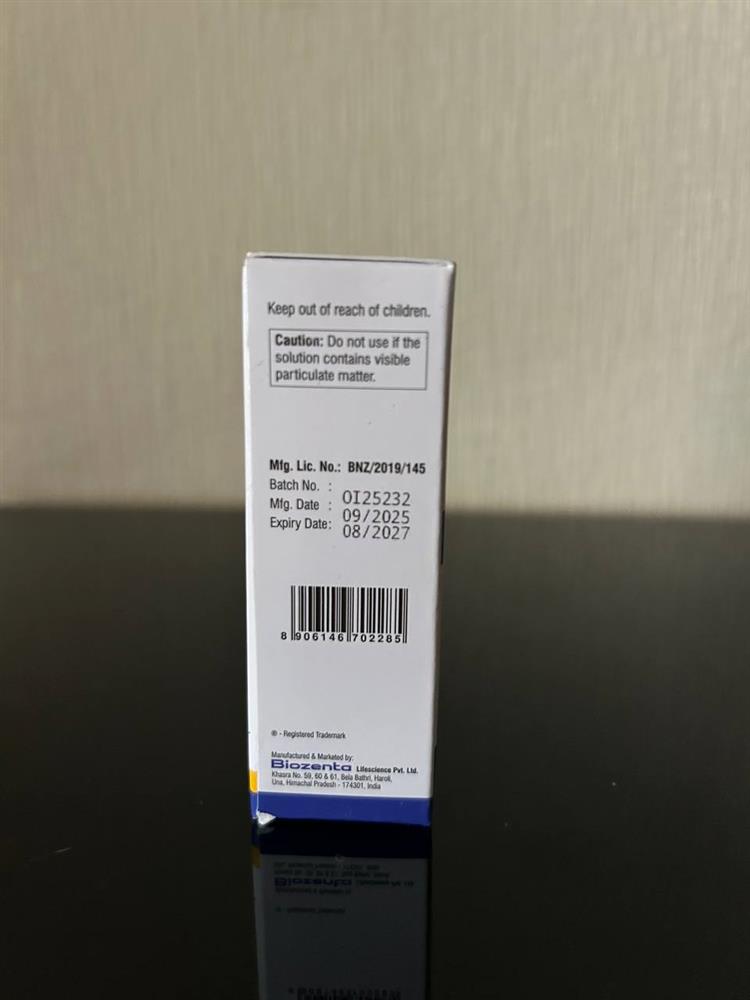 Keep out of reach of children.
Caution: Do not use if the
solution contains visible
particulate matter.
Mfg. Lic. No.: BNZ/2019/145
Batch No. : OI25232
Mfg. Date : 09/2025
Expiry Date: 08/2027
8 906146 702285
® - Registered Trademark
Manufactured & Marketed by:
Biozenta Lifescience Pvt. Ltd.
Khasra No. 59, 60 & 61, Bela Bathri, Haroli,
Una, Himachal Pradesh - 174301, India